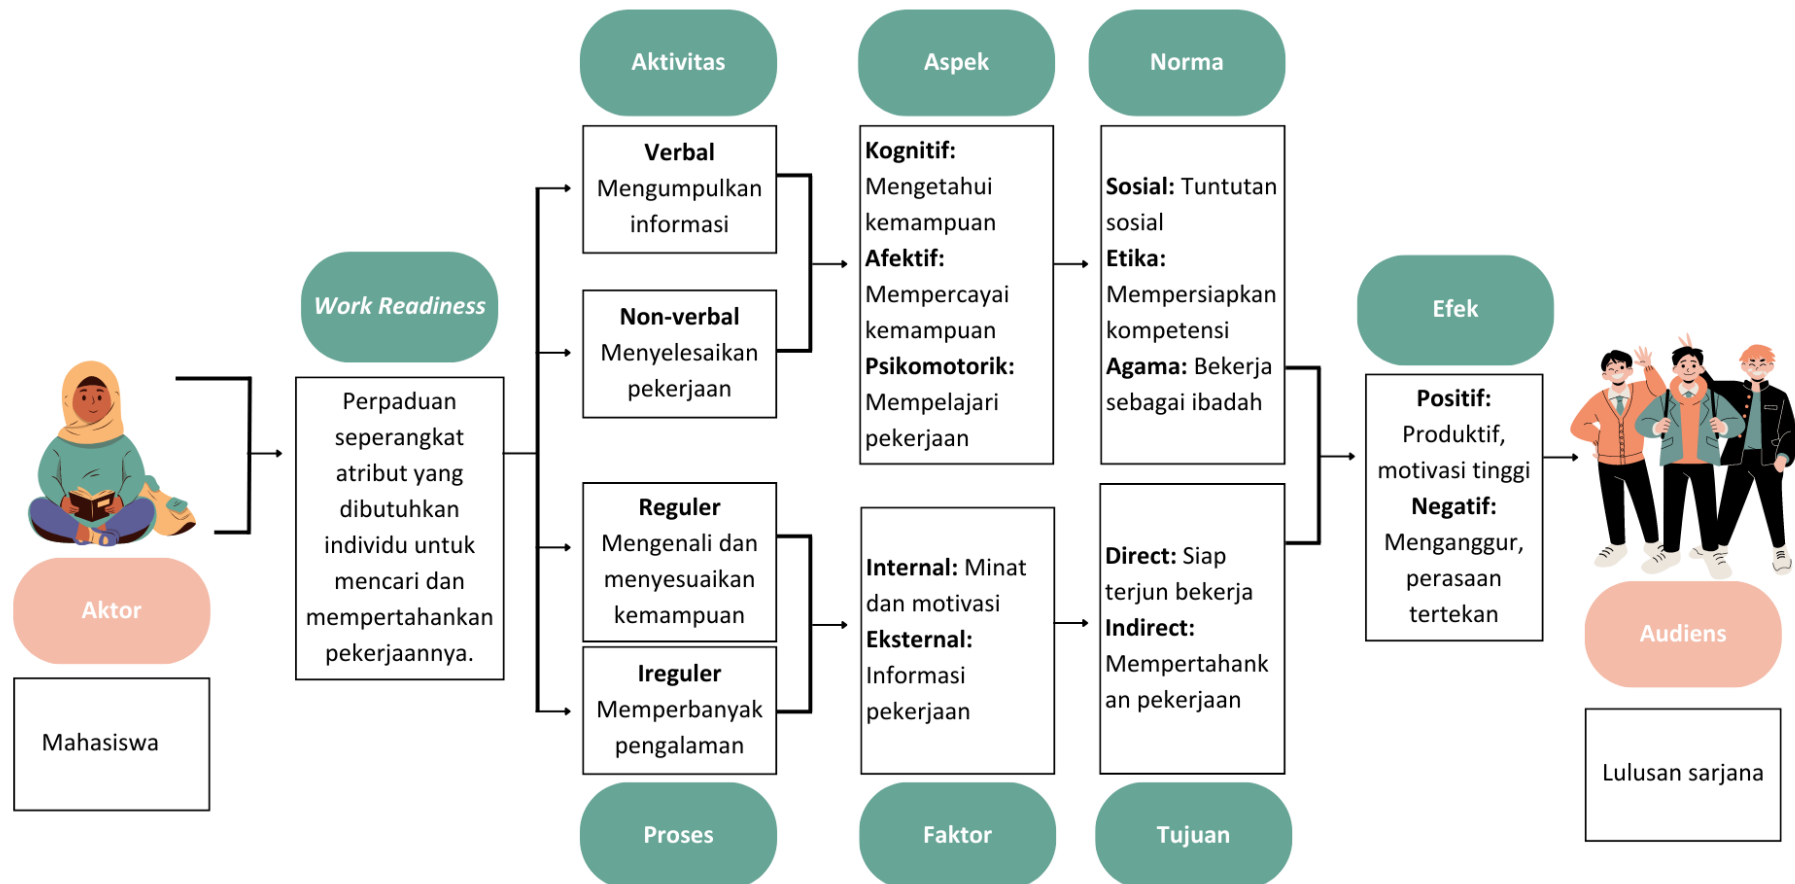 Aktor
Mahasiswa
Work Readiness
Perpaduan
seperangkat
atribut yang
dibutuhkan
individu untuk
mencari dan
mempertahankan
pekerjaannya.
Aktivitas
Verbal
Mengumpulkan
informasi
Non-verbal
Menyelesaikan
pekerjaan
Reguler
Mengenali dan
menyesuaikan
kemampuan
Ireguler
Memperbanyak
pengalaman
Proses
Aspek
Kognitif:
Mengetahui
kemampuan
Afektif:
Mempercayai
kemampuan
Psikomotorik:
Mempelajari
pekerjaan
Internal: Minat
dan motivasi
Eksternal:
Informasi
pekerjaan
Faktor
Norma
Sosial: Tuntutan
sosial
Etika:
Mempersiapkan
kompetensi
Agama: Bekerja
sebagai ibadah
Direct: Siap
terjun bekerja
Indirect:
Mempertahank
an pekerjaan
Tujuan
Efek
Positif:
Produktif,
motivasi tinggi
Negatif:
Menganggur,
perasaan
tertekan
Audiens
Lulusan sarjana